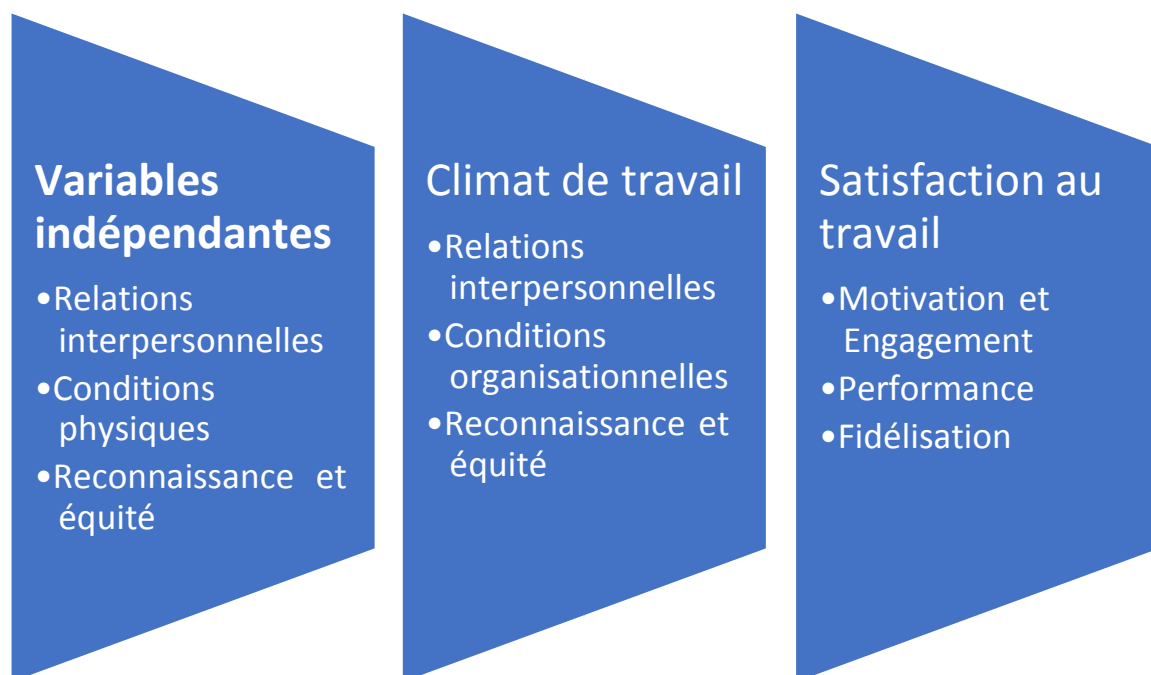 Variables
indépendantes
•Relations
interpersonnelles
•Conditions
physiques
•Reconnaissance et
équité
Climat de travail
•Relations
interpersonnelles
•Conditions
organisationnelles
•Reconnaissance et
équité
Satisfaction au
travail
•Motivation et
Engagement
•Performance
•Fidélisation